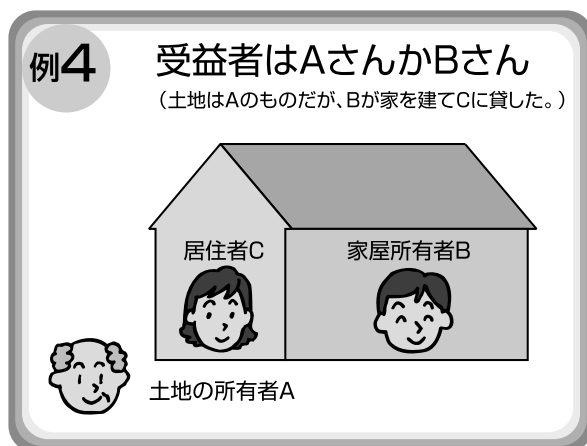 例4
受益者はAさんかBさん
（土地はAのものだが、Bが家を建てCに貸した。）
居住者C
家屋所有者B
土地の所有者A